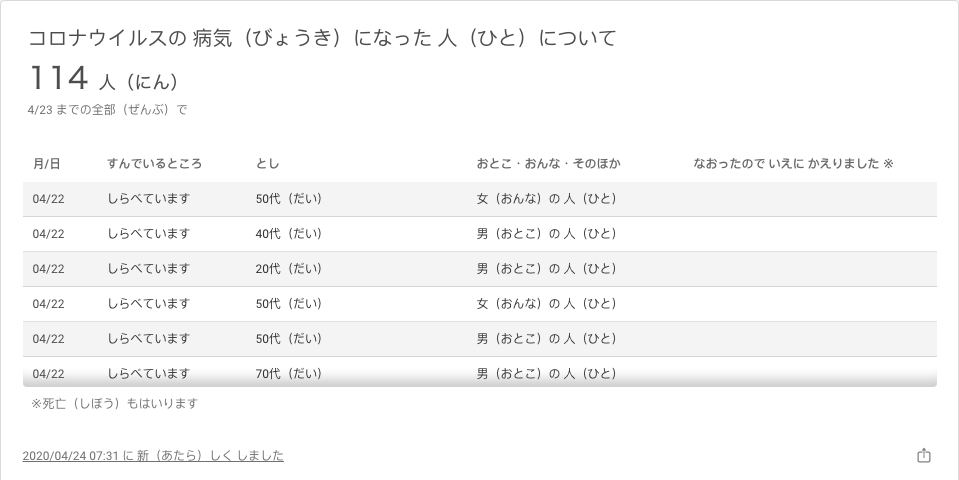 コロナウイルスの 病気（びょうき）になった 人（ひと）について
114 人（にん）
4/23 までの全部（ぜんぶ）で
月/日 すんでいるところ とし おとこ・おんな・そのほか なおったので いえに かえりました ※
04/22 しらべています 50代（だい） 女（おんな）の 人（ひと）
04/22 しらべています 40代（だい） 男（おとこ）の 人（ひと）
04/22 しらべています 20代（だい） 男（おとこ）の 人（ひと）
04/22 しらべています 50代（だい） 女（おんな）の 人（ひと）
04/22 しらべています 50代（だい） 男（おとこ）の 人（ひと）
04/22 しらべています 70代（だい） 男（おとこ）の 人（ひと）
※死亡（しぼう）もはいります
2020/04/24 07:31 に 新（あたら）しく しました